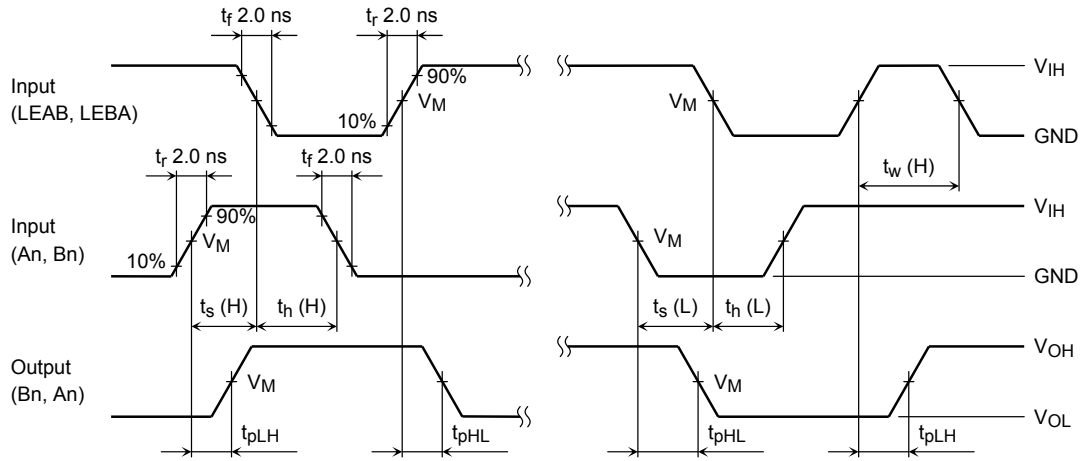 tf 2.0 ns
tr 2.0 ns
Input
(LEAB, LEBA)
90%
VM
10%
VM
VIH
GND
tw (H)
tr 2.0 ns
tf 2.0 ns
Input
(An, Bn)
90%
VM
10%
VM
VIH
GND
ts (H)
th (H)
ts (L)
th (L)
Output
(Bn, An)
VM
VM
VOH
VOL
tpLH
tpHL
tpHL
tpLH